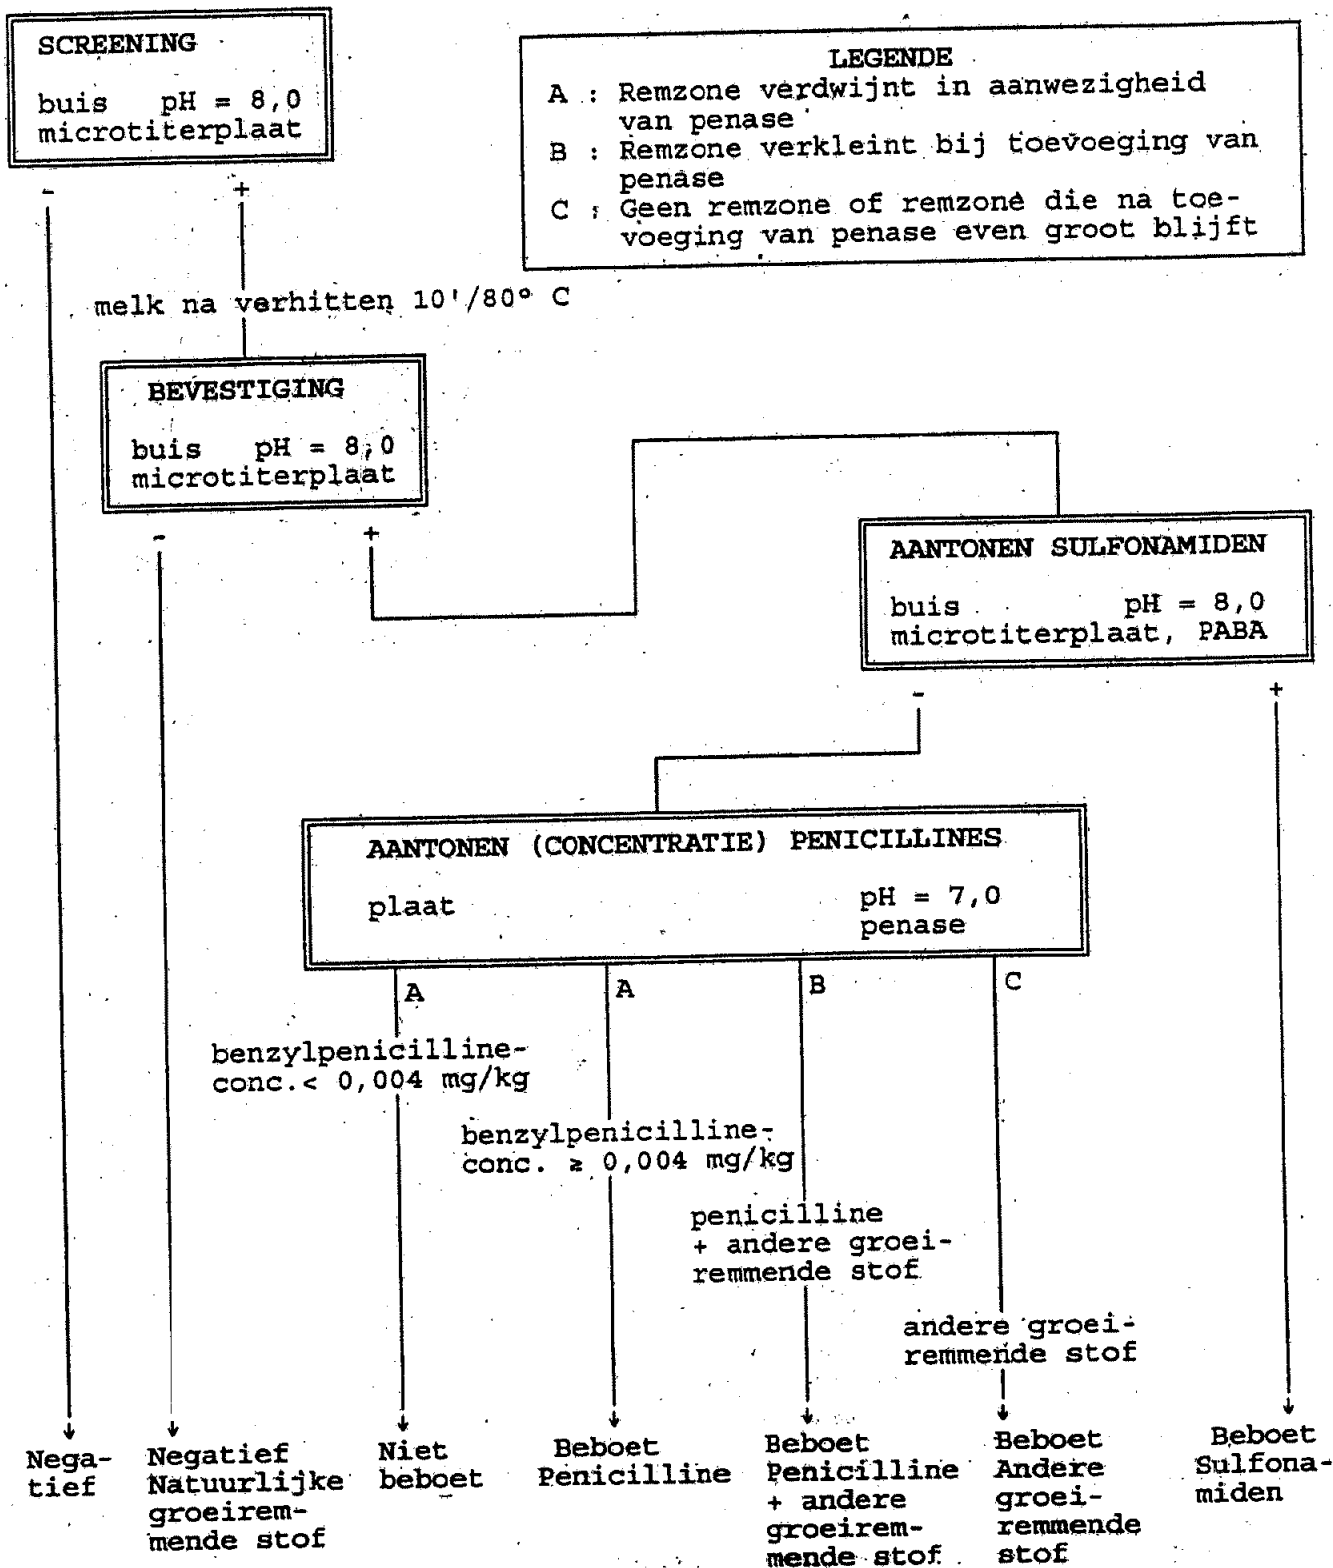 SCREENING
buis pH = 8,0
microtiterplaat
- +
LEGENDE
A : Remzone verdwijnt in aanwezigheid
van penase
B : Remzone verkleint bij toevoeging van
penase
C : Geen remzone of remzone die na toe-
voeging van penase even groot blijft
melk na verhitten 10'/80° C
BEVESTIGING
buis pH = 8,0
microtiterplaat
- +
AANTONEN SULFONAMIDEN
buis pH = 8,0
microtiterplaat, PABA
- +
AANTONEN (CONCENTRATIE) PENICILLINES
plaat pH = 7,0
penase
A A B C
benzylpenicilline-
conc.< 0,004 mg/kg
benzylpenicilline-
conc. ≥ 0,004 mg/kg
penicilline
+ andere groei-
remmende stof
andere groei-
remmende stof
Nega-
tief
Negatief
Natuurlijke
groeirem-
mende stof
Niet
beboet
Beboet
Penicilline
Beboet
Penicilline
+ andere
groeirem-
mende stof
Beboet
Andere
groei-
remmende
stof
Beboet
Sulfona-
miden